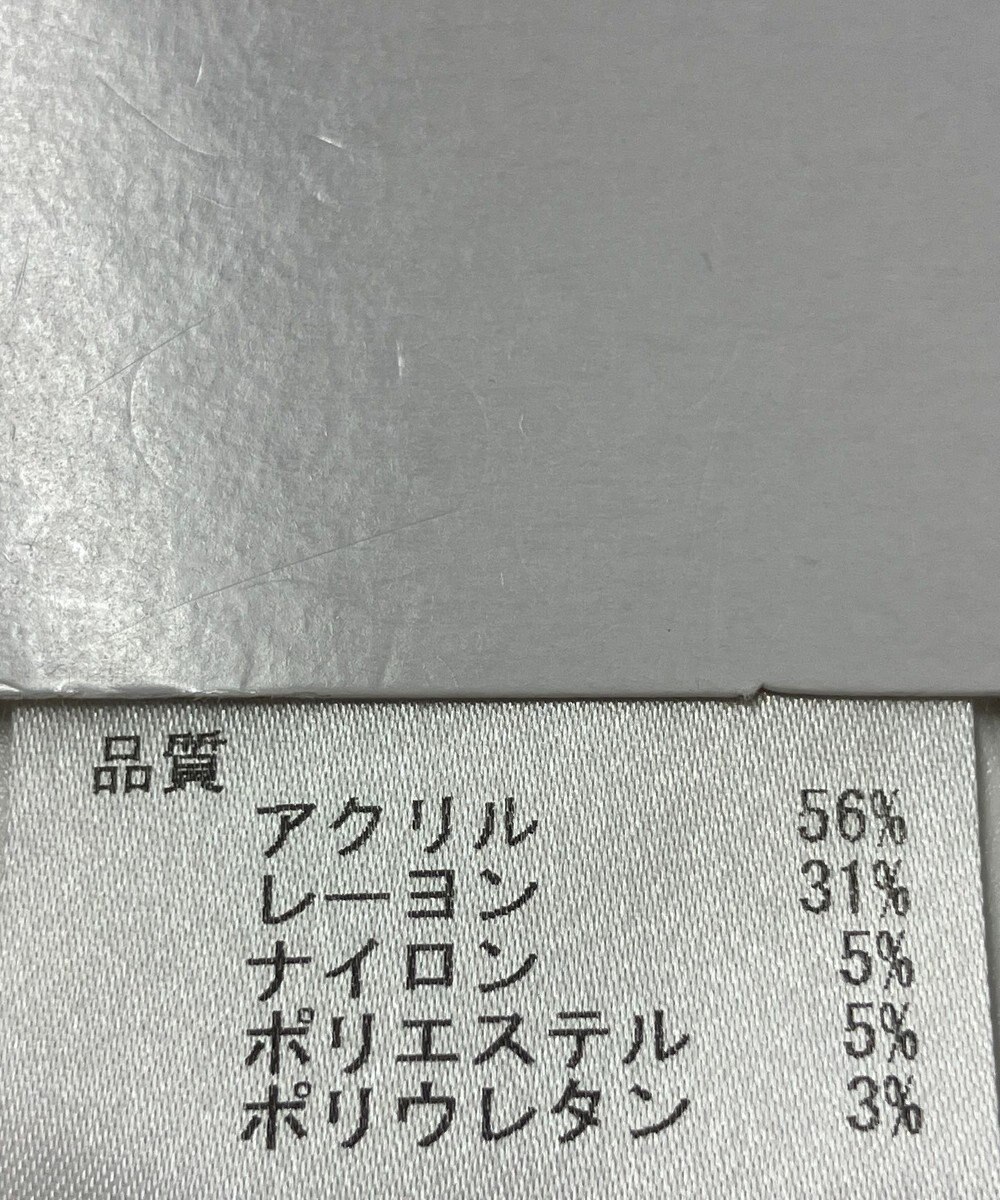 品質
アクリル 56%
レーヨン 31%
ナイロン 5%
ポリエステル 5%
ポリウレタン 3%